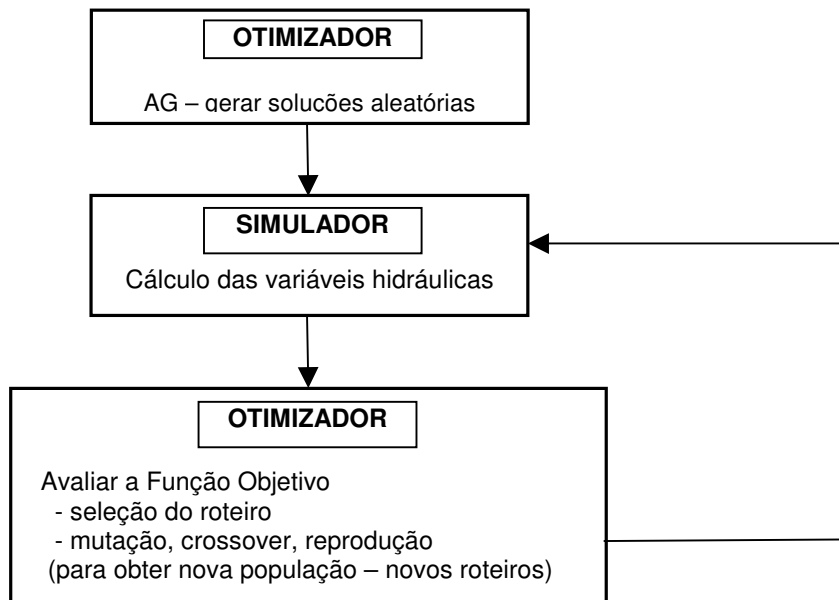 OTIMIZADOR
AG – gerar soluções aleatórias
SIMULADOR
Cálculo das variáveis hidráulicas
OTIMIZADOR
Avaliar a Função Objetivo
- seleção do roteiro
- mutação, crossover, reprodução
(para obter nova população – novos roteiros)